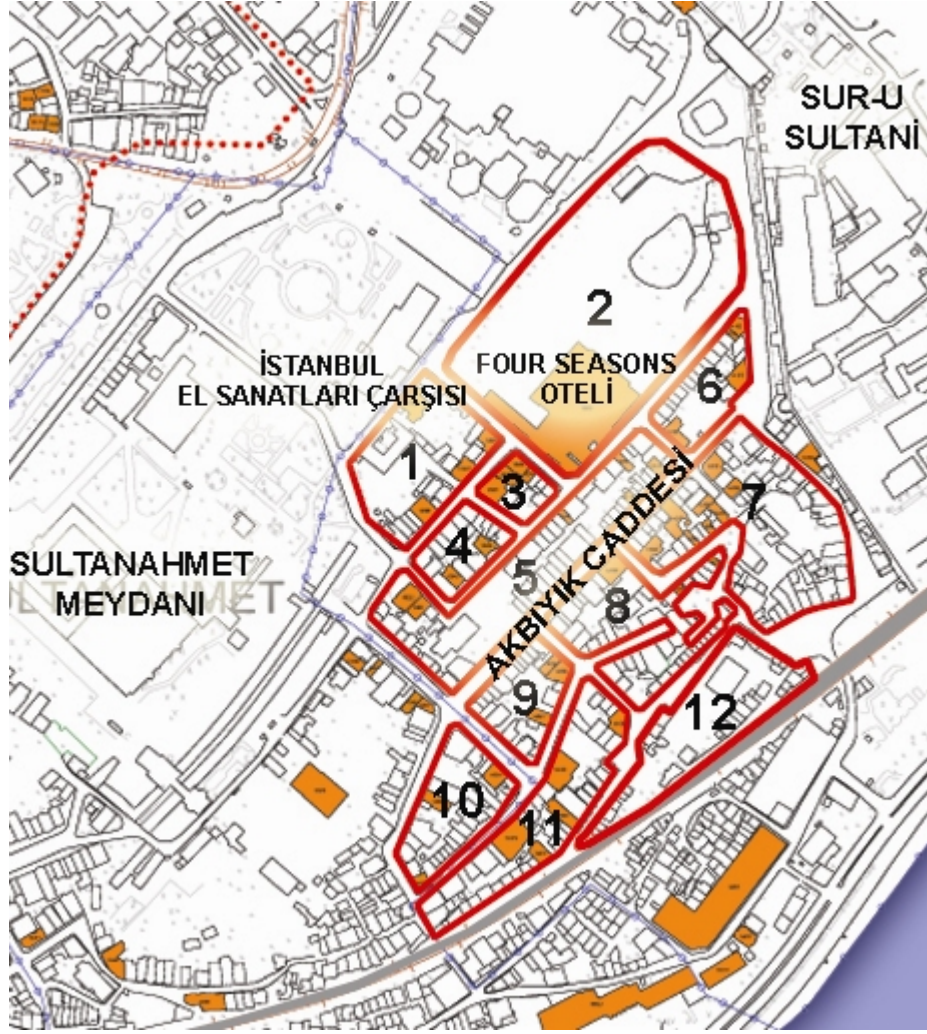 SUR-U
SULTANİ
2
İSTANBUL
EL SANATLARI ÇARŞISI
FOUR SEASONS
OTELİ
6
1
3
7
4
5
AKBIYIK CADDESİ
SULTANAHMET
MEYDANI
8
9
12
10
11